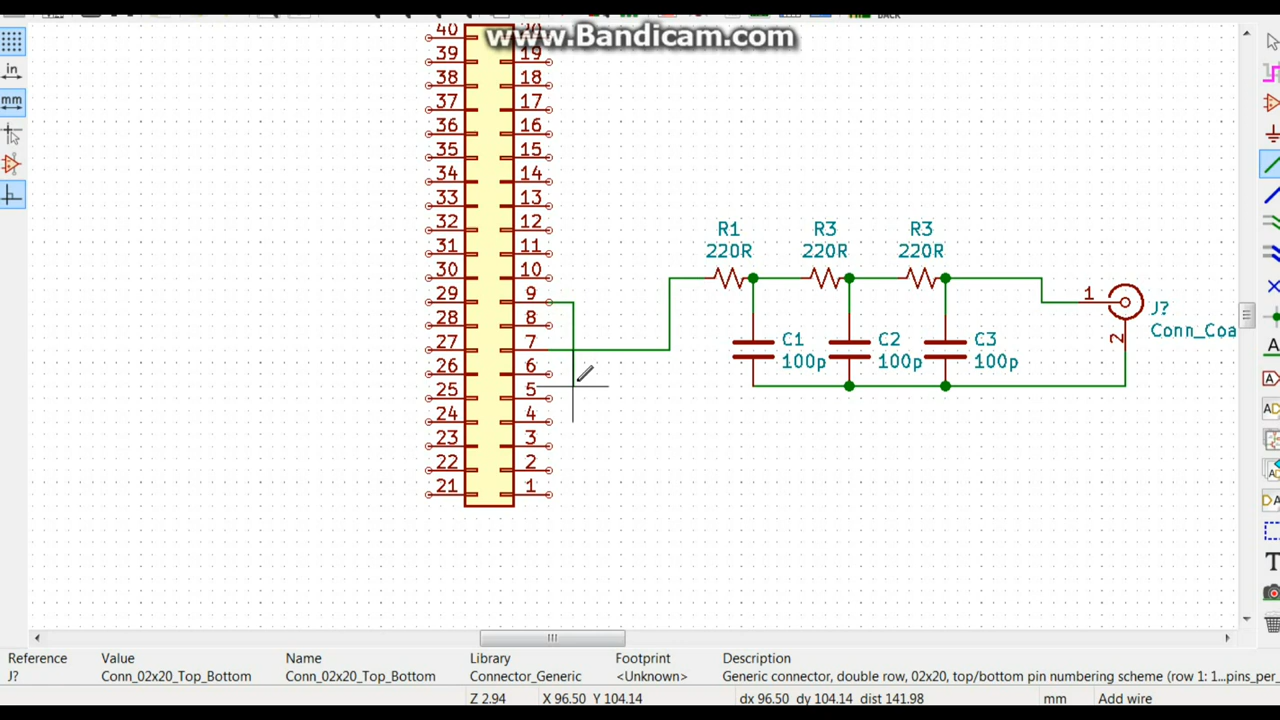 BACK
www.Bandicam.com
in
mm
40
39 19
38 18
37 17
36 16
35 15
34 14
33 13
32 12
31 11
30 10
29 9
28 8
27 7
26 6
25 5
24 4
23 3
22 2
21 1
R1 R3 R3
220R 220R 220R
1
J?
Conn_Coa
2
C1 C2 C3
100p 100p 100p
A
A
T
Reference Value Name Library Footprint Description
J? Conn_02x20_Top_Bottom Conn_02x20_Top_Bottom Connector_Generic <Unknown> Generic connector, double row, 02x20, top/bottom pin numbering scheme (row 1: 1...pins_per_
Z 2.94 X 96.50 Y 104.14 dx 96.50 dy 104.14 dist 141.98 mm Add wire